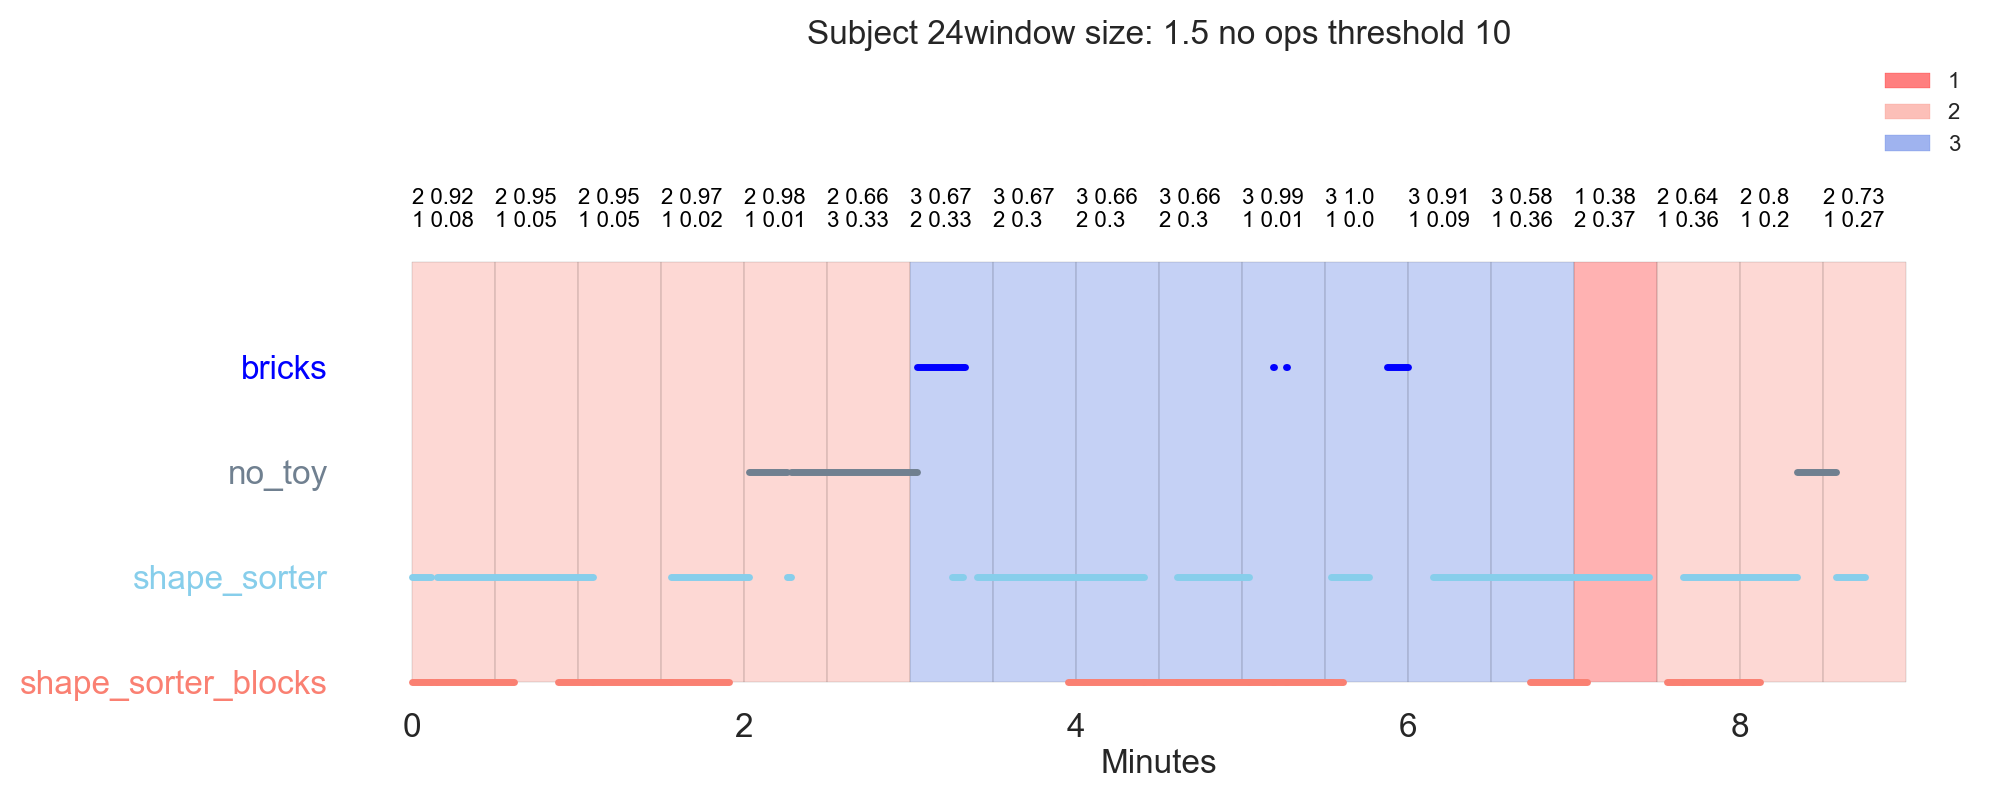 Subject 24window size: 1.5 no ops threshold 10
1
2
3
2 0.92 2 0.95 2 0.95 2 0.97 2 0.98 2 0.66 3 0.67 3 0.67 3 0.66 3 0.66 3 0.99 3 1.0 3 0.91 3 0.58 1 0.38 2 0.64 2 0.8 2 0.73
1 0.08 1 0.05 1 0.05 1 0.02 1 0.01 3 0.33 2 0.33 2 0.3 2 0.3 2 0.3 1 0.01 1 0.0 1 0.09 1 0.36 2 0.37 1 0.36 1 0.2 1 0.27
bricks
no_toy
shape_sorter
shape_sorter_blocks
0 2 4 6 8
Minutes